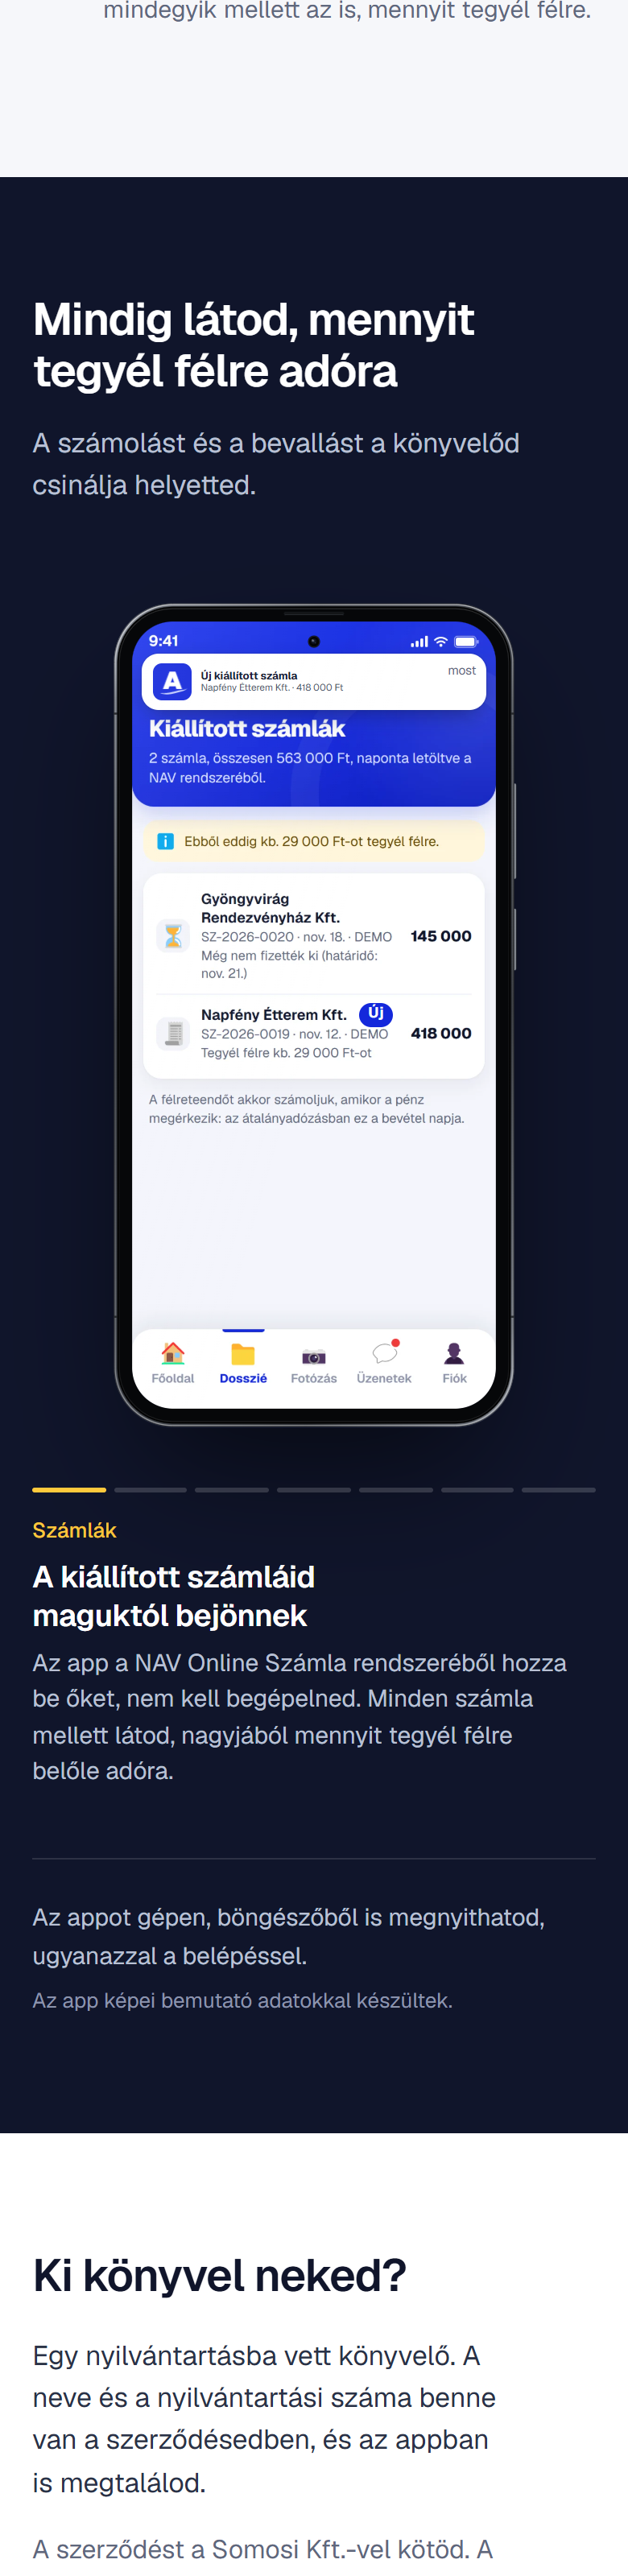 mindegyik mellett az is, mennyit tegyél félre.
Mindig látod, mennyit
tegyél félre adóra
A számolást és a bevallást a könyvelőd
csinálja helyetted.
9:41
A
Új kiállított számla
most
Napfény Étterem Kft. · 418 000 Ft
Kiállított számlák
2 számla, összesen 563 000 Ft, naponta letöltve a
NAV rendszeréből.
Ebből eddig kb. 29 000 Ft-ot tegyél félre.
Gyöngyvirág
Rendezvényház Kft.
SZ-2026-0020 · nov. 18. · DEMO
145 000
Még nem fizették ki (határidő:
nov. 21.)
Napfény Étterem Kft. Új
SZ-2026-0019 · nov. 12. · DEMO
418 000
Tegyél félre kb. 29 000 Ft-ot
A félreteendőt akkor számoljuk, amikor a pénz
megérkezik: az átalányadózásban ez a bevétel napja.
Főoldal Dosszié Fotózás Üzenetek Fiók
Számlák
A kiállított számláid
maguktól bejönnek
Az app a NAV Online Számla rendszeréből hozza
be őket, nem kell begépelned. Minden számla
mellett látod, nagyjából mennyit tegyél félre
belőle adóra.
Az appot gépen, böngészőből is megnyithatod,
ugyanazzal a belépéssel.
Az app képei bemutató adatokkal készültek.
Ki könyvel neked?
Egy nyilvántartásba vett könyvelő. A
neve és a nyilvántartási száma benne
van a szerződésedben, és az appban
is megtalálod.
A szerződést a Somosi Kft.-vel kötöd. A